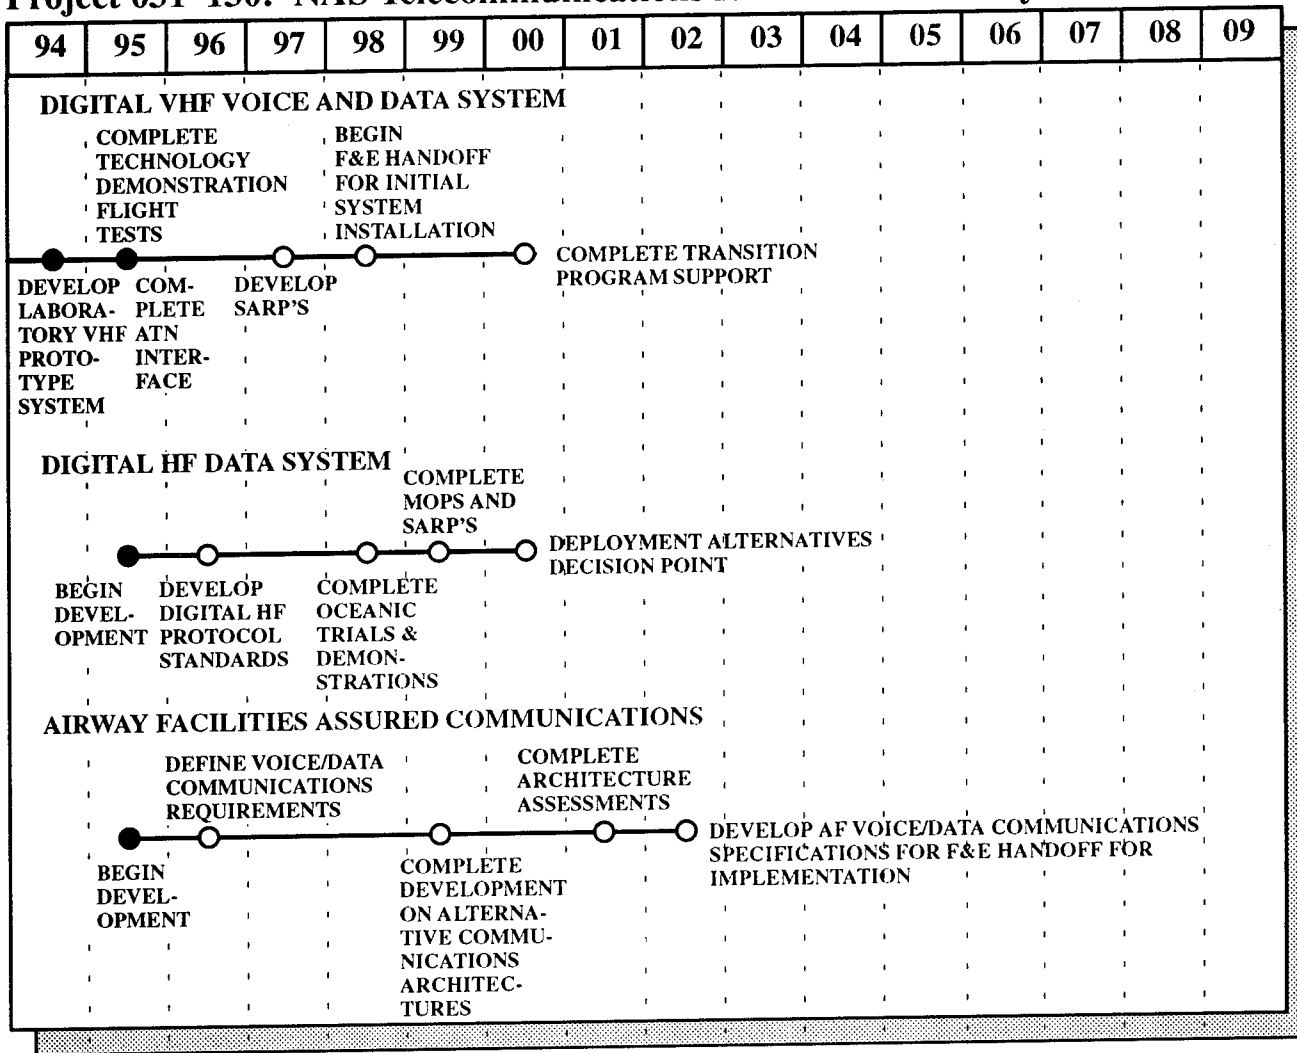 Project 031-130: NAS Telecommunications
94 95 96 97 98 99 00 01 02 03 04 05 06 07 08 09
DIGITAL VHF VOICE AND DATA SYSTEM
COMPLETE
TECHNOLOGY
DEMONSTRATION
FLIGHT
TESTS
BEGIN
F&E HANDOFF
FOR INITIAL
SYSTEM
INSTALLATION
COMPLETE TRANSITION
PROGRAM SUPPORT
DEVELOP
LABORA-
TORY VHF
PROTO-
TYPE
SYSTEM
COM-
PLETE
ATN
INTER-
FACE
DEVELOP
SARP'S
DIGITAL HF DATA SYSTEM
COMPLETE
MOPS AND
SARP'S
DEPLOYMENT ALTERNATIVES
DECISION POINT
BEGIN
DEVEL-
OPMENT
DEVELOP
DIGITAL HF
PROTOCOL
STANDARDS
COMPLETE
OCEANIC
TRIALS &
DEMON-
STRATIONS
AIRWAY FACILITIES ASSURED COMMUNICATIONS
DEFINE VOICE/DATA
COMMUNICATIONS
REQUIREMENTS
COMPLETE
ARCHITECTURE
ASSESSMENTS
DEVELOP AF VOICE/DATA COMMUNICATIONS
SPECIFICATIONS FOR F&E HANDOFF FOR
IMPLEMENTATION
BEGIN
DEVEL-
OPMENT
COMPLETE
DEVELOPMENT
ON ALTERNA-
TIVE COMMU-
NICATIONS
ARCHITEC-
TURES